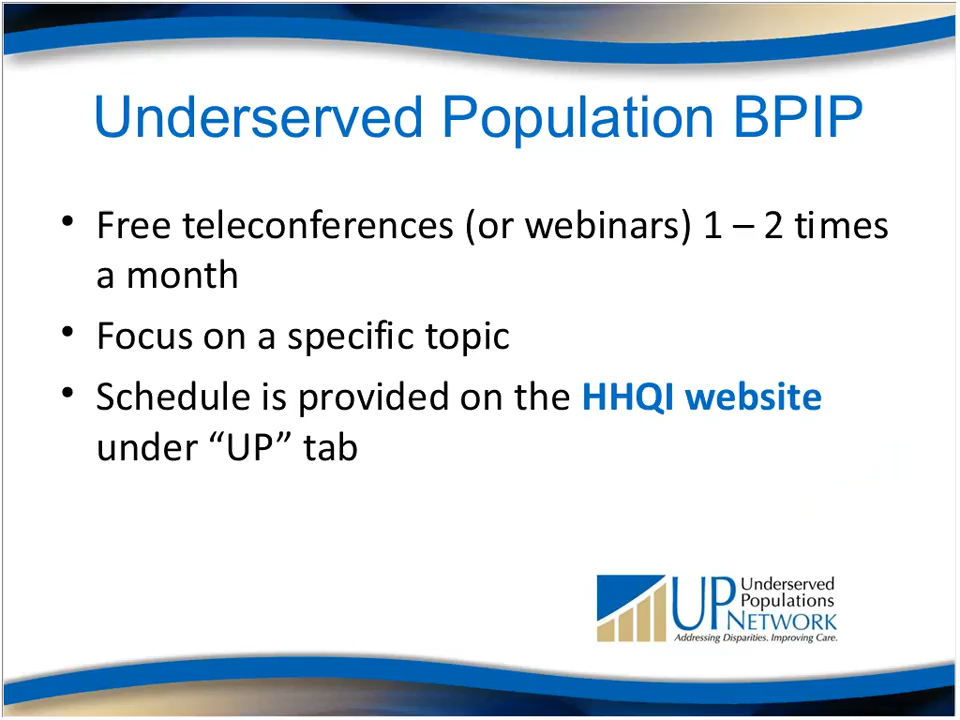 Underserved Population BPIP
• Free teleconferences (or webinars) 1 – 2 times
a month
• Focus on a specific topic
• Schedule is provided on the HHQI website
under “UP” tab
UP Underserved
Populations
NETWORK
Addressing Disparities. Improving Care.